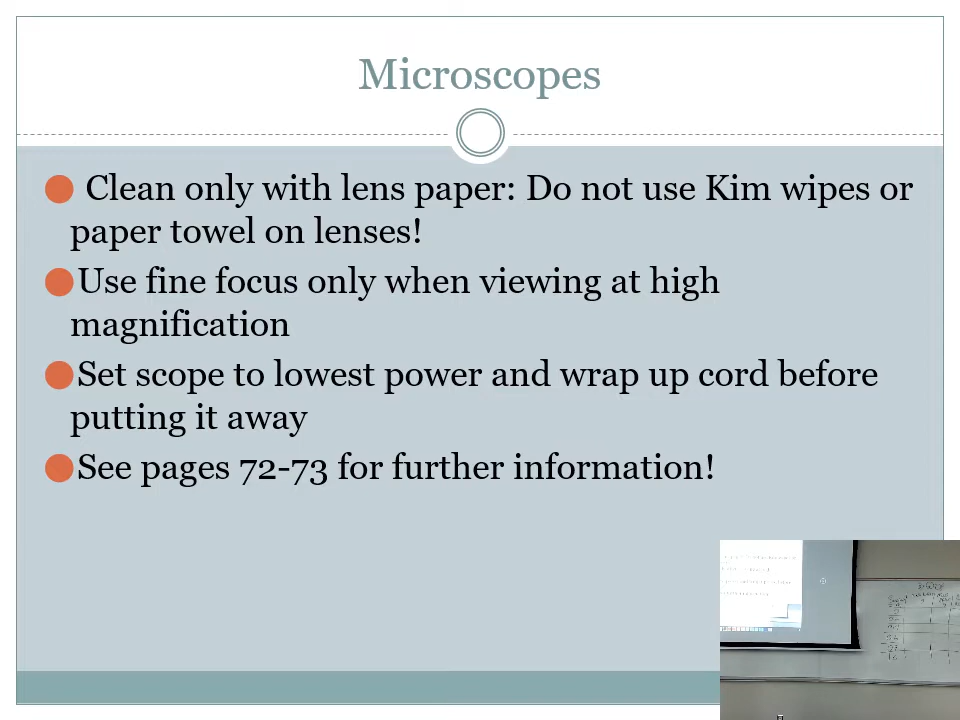 Microscopes
Clean only with lens paper: Do not use Kim wipes or
paper towel on lenses!
Use fine focus only when viewing at high
magnification
Set scope to lowest power and wrap up cord before
putting it away
See pages 72-73 for further information!